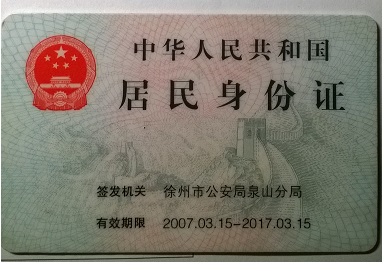 中华人民共和国
居民身份证
签发机关 徐州市公安局泉山分局
有效期限 2007.03.15-2017.03.15